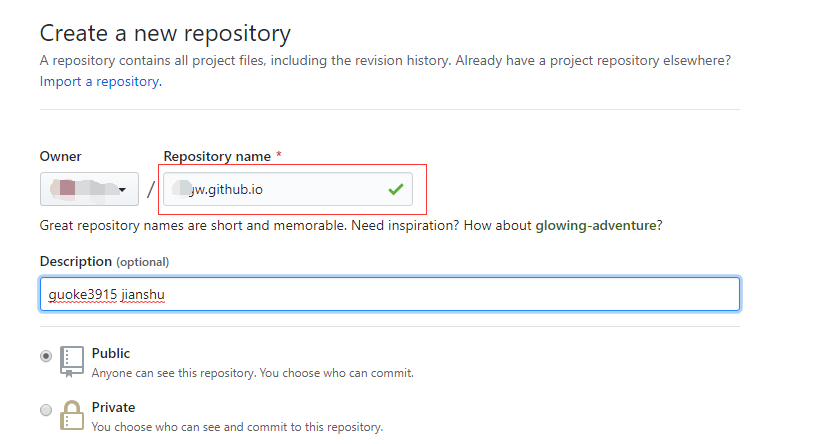 Create a new repository
A repository contains all project files, including the revision history. Already have a project repository elsewhere?
Import a repository.
Owner Repository name *
/ gw.github.io
Great repository names are short and memorable. Need inspiration? How about glowing-adventure?
Description (optional)
guoke3915 jianshu
Public
Anyone can see this repository. You choose who can commit.
Private
You choose who can see and commit to this repository.